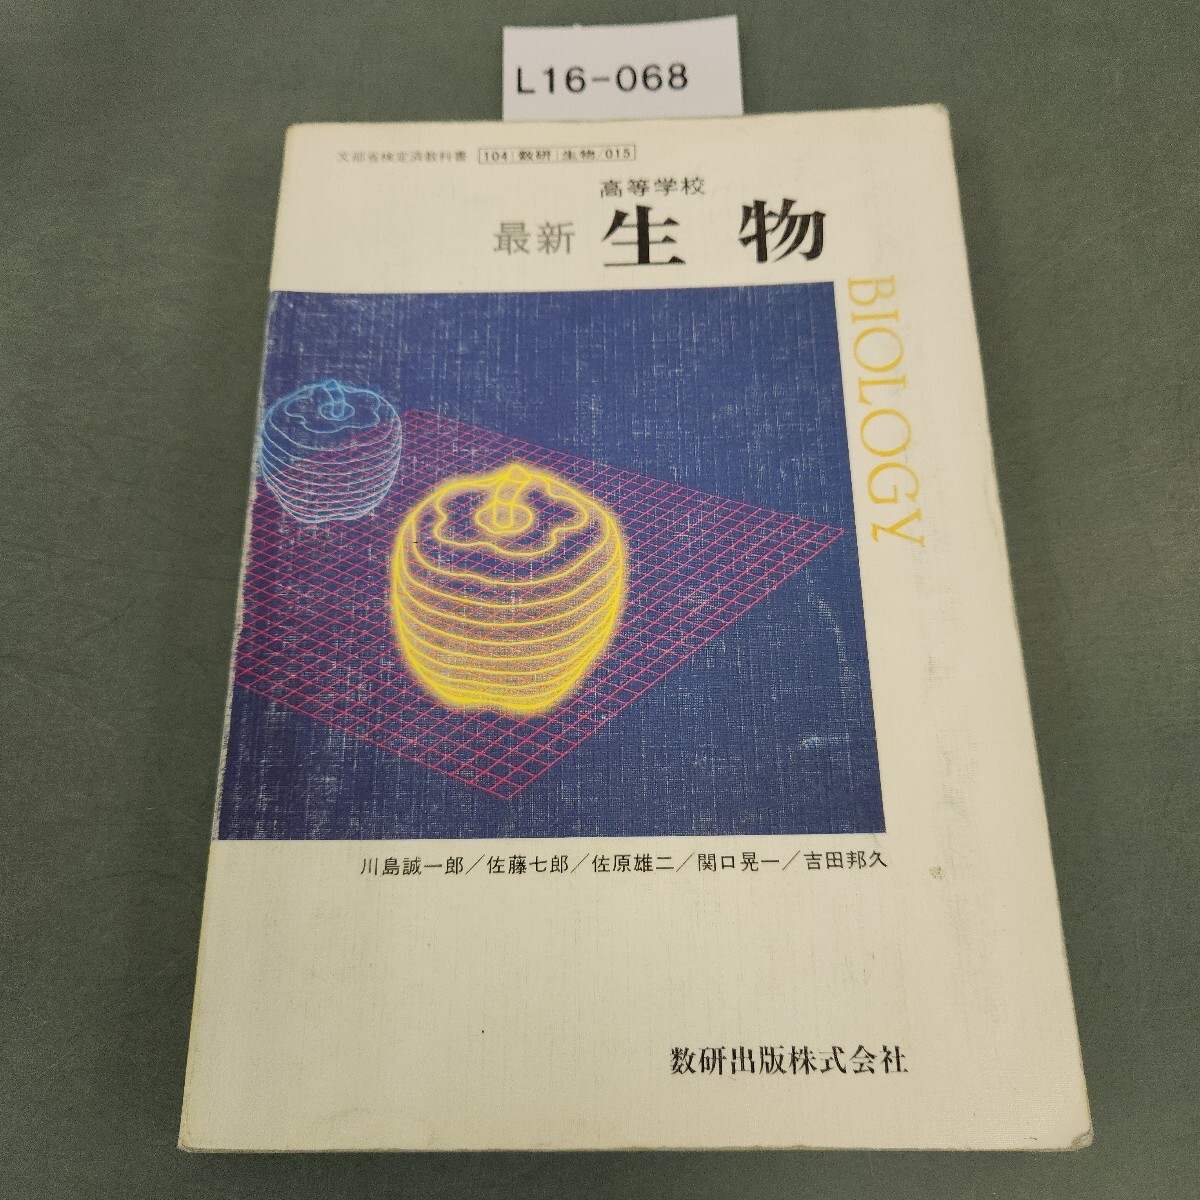 L16-068
文部省検定済教科書 104 数研 生物/015
高等学校
最新 生物
BIOLOGY
川島誠一郎/佐藤七郎/佐原雄二/関口晃一/吉田邦久
数研出版株式会社